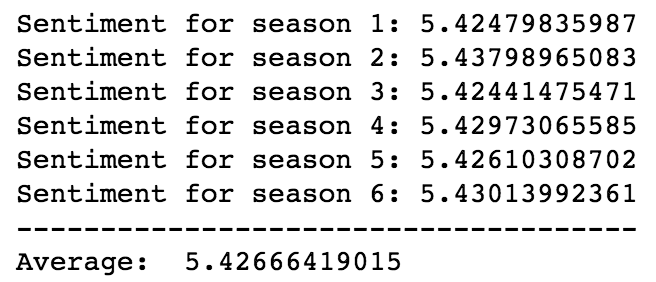 Sentiment for season 1: 5.42479835987
Sentiment for season 2: 5.43798965083
Sentiment for season 3: 5.42441475471
Sentiment for season 4: 5.42973065585
Sentiment for season 5: 5.42610308702
Sentiment for season 6: 5.43013992361
--------------------------------------
Average:  5.42666419015